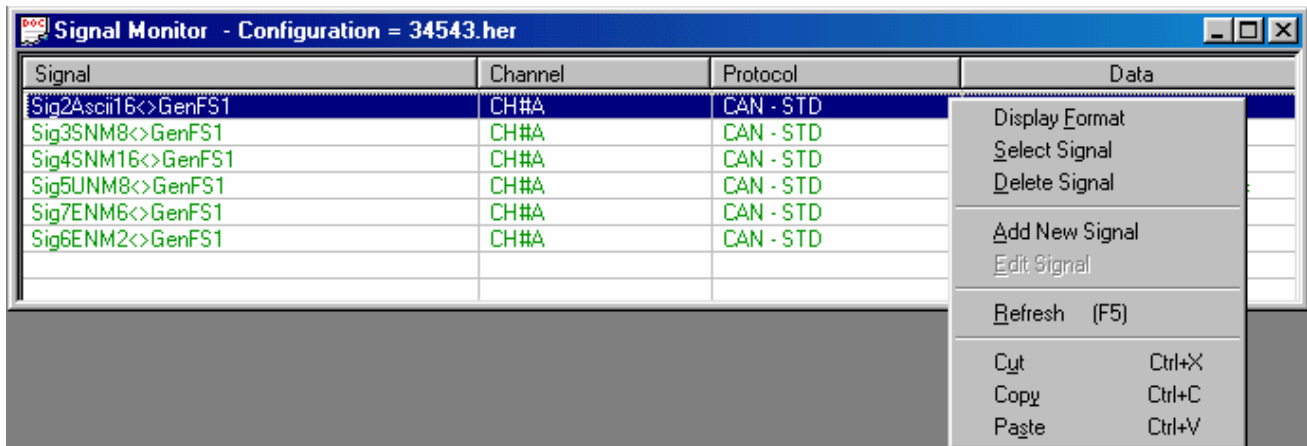 DOC
Signal Monitor - Configuration = 34543.her
Signal Channel Protocol Data
Sig2Ascii16<>GenFS1 CH#A CAN - STD
Sig3SNM8<>GenFS1 CH#A CAN - STD
Sig4SNM16<>GenFS1 CH#A CAN - STD
Sig5UNM8<>GenFS1 CH#A CAN - STD
Sig7ENM6<>GenFS1 CH#A CAN - STD
Sig6ENM2<>GenFS1 CH#A CAN - STD
Display Format
Select Signal
Delete Signal
Add New Signal
Edit Signal
Refresh (F5)
Cut Ctrl+X
Copy Ctrl+C
Paste Ctrl+V